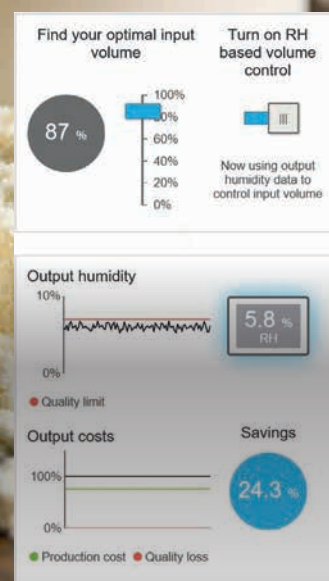 Find your optimal input
volume
87 %
100%
80%
60%
40%
20%
0%
Turn on RH
based volume
control
Now using output
humidity data to
control input volume
Output humidity
10%
0%
5.8 %
RH
Quality limit
Output costs
100%
0%
Savings
24.3 %
Production cost
Quality loss